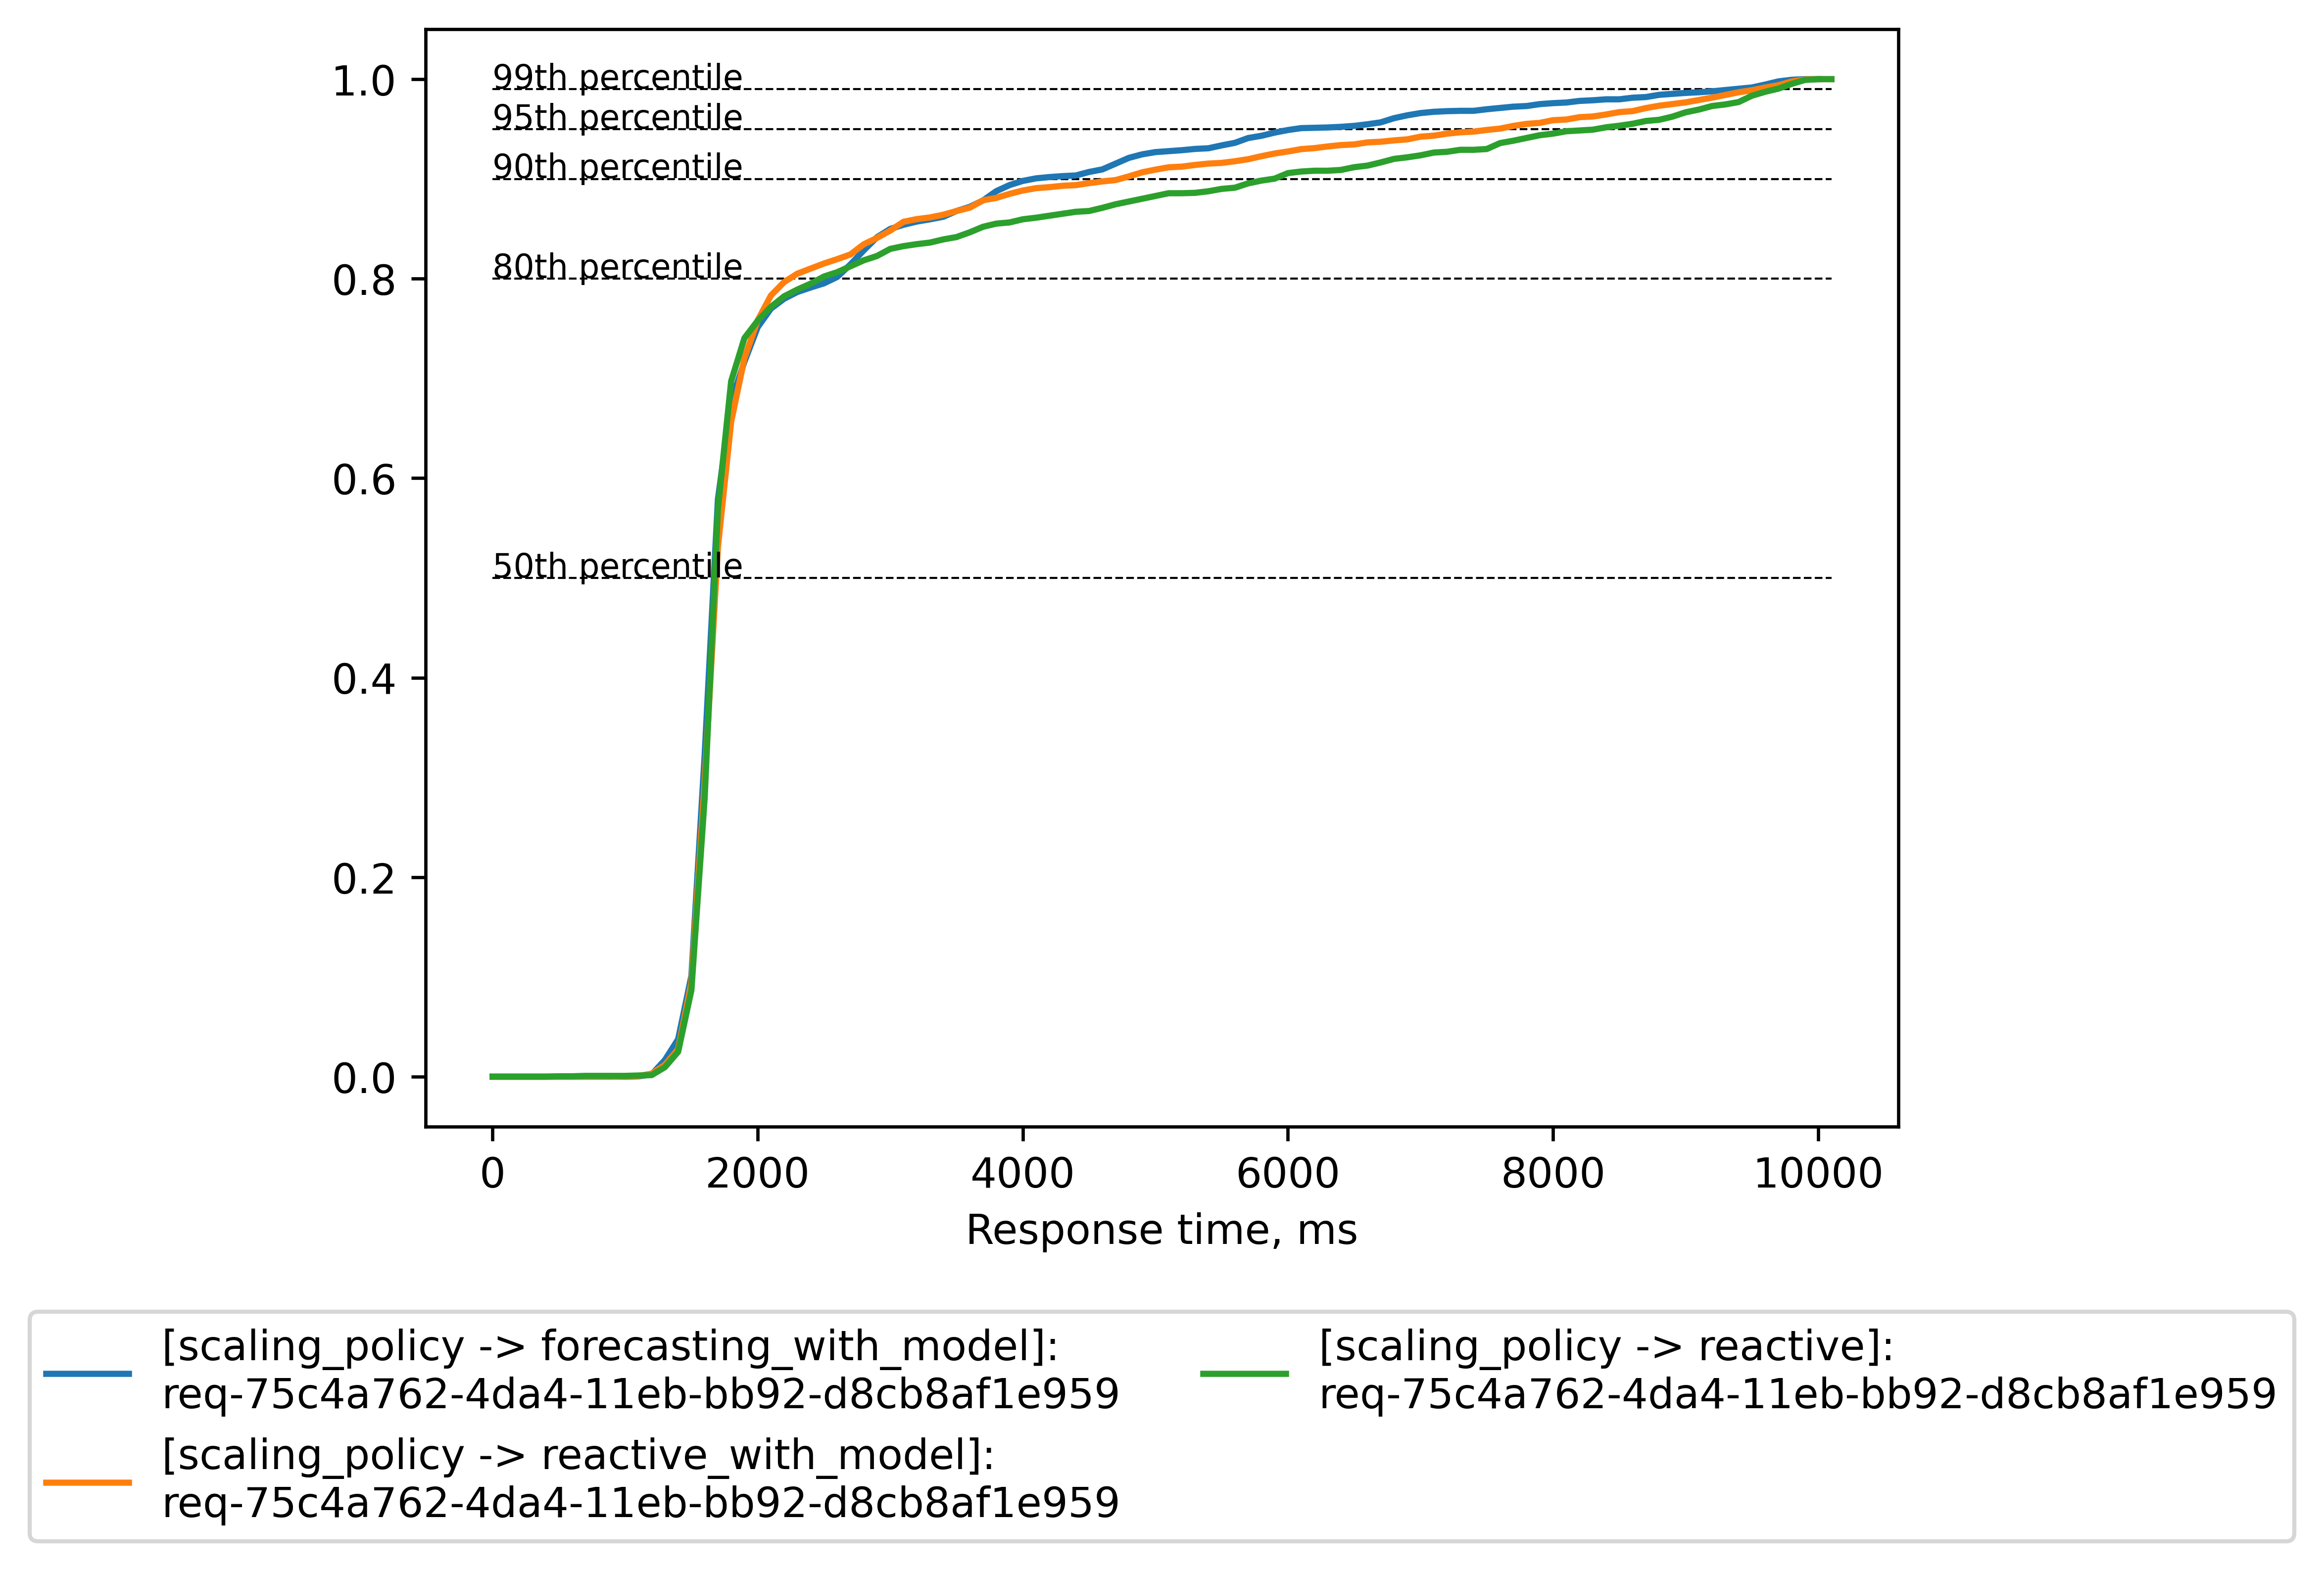 1.0
0.8
0.6
0.4
0.2
0.0
99th percentile
95th percentile
90th percentile
80th percentile
50th percentile
0 2000 4000 6000 8000 10000
Response time, ms
[scaling_policy -> forecasting_with_model]:
req-75c4a762-4da4-11eb-bb92-d8cb8af1e959
[scaling_policy -> reactive_with_model]:
req-75c4a762-4da4-11eb-bb92-d8cb8af1e959
[scaling_policy -> reactive]:
req-75c4a762-4da4-11eb-bb92-d8cb8af1e959